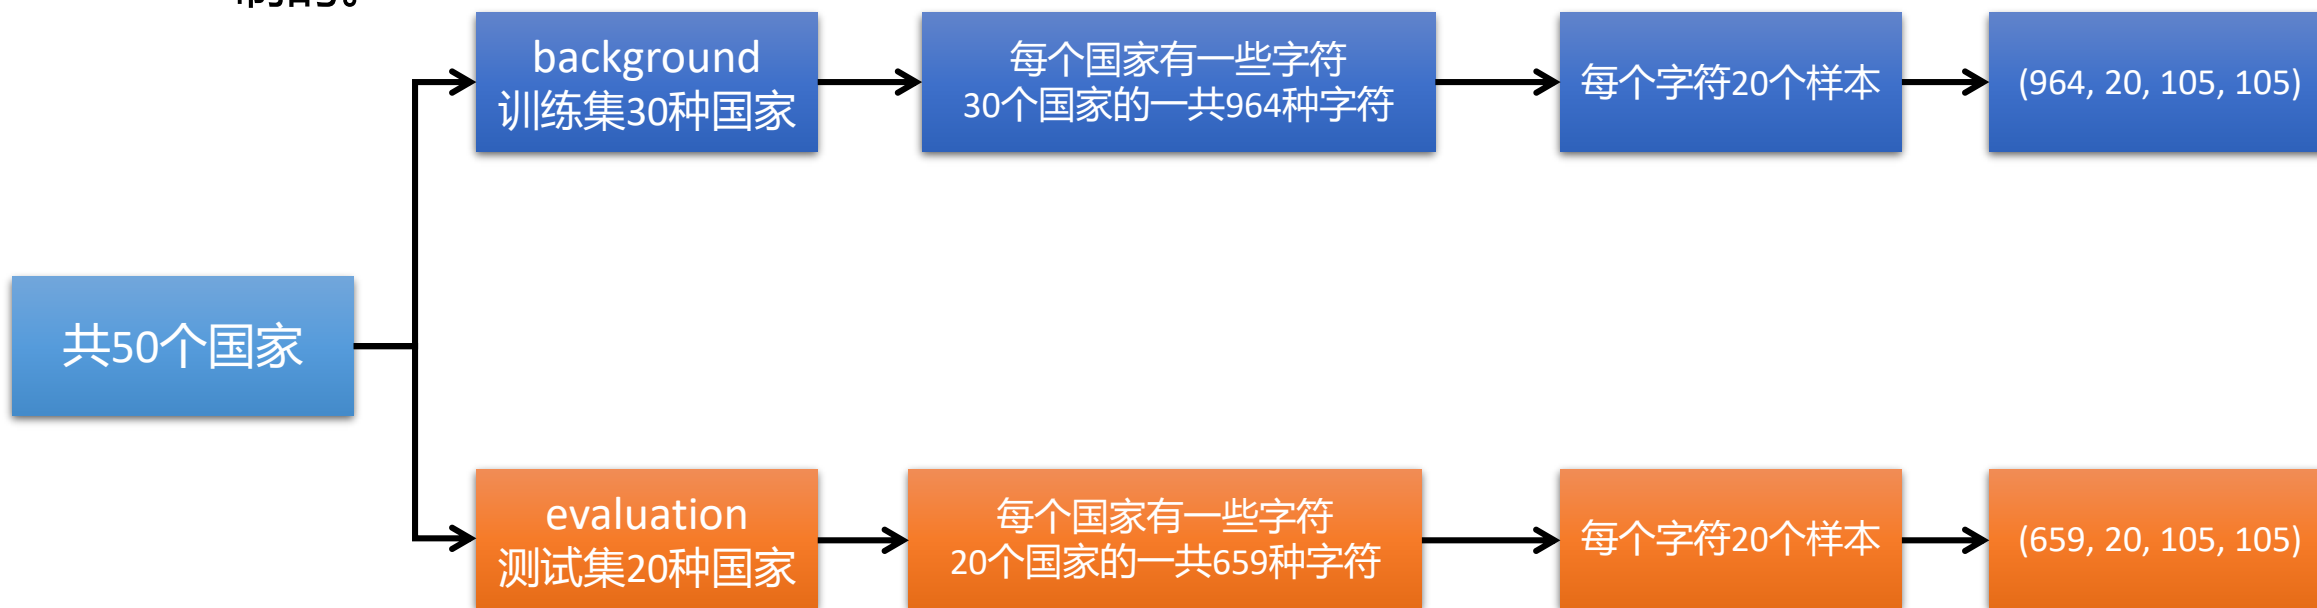 background
训练集30种国家
每个国家有一些字符
30个国家的一共964种字符
每个字符20个样本
(964, 20, 105, 105)
共50个国家
evaluation
测试集20种国家
每个国家有一些字符
20个国家的一共659种字符
每个字符20个样本
(659, 20, 105, 105)